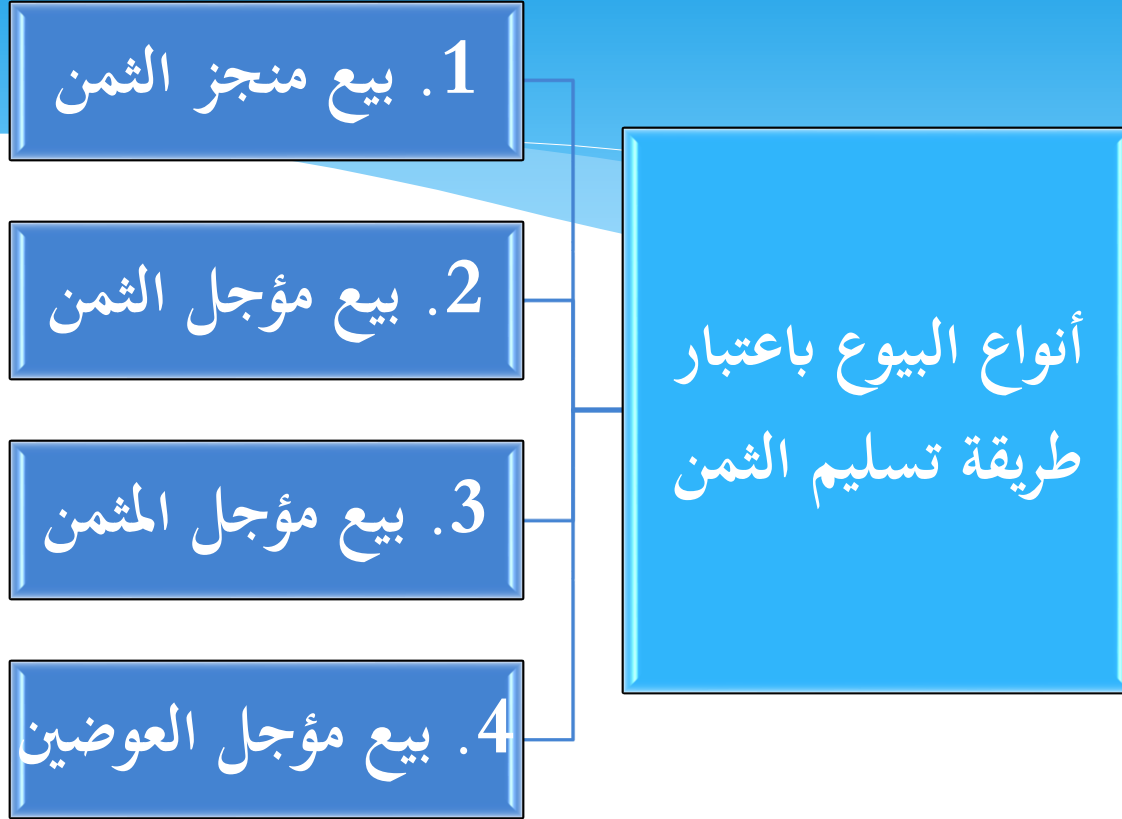 أنواع البيوع باعتبار
طريقة تسليم الثمن
1. بيع منجز الثمن
2. بيع مؤجل الثمن
3. بيع مؤجل المثمن
4. بيع مؤجل العوضين